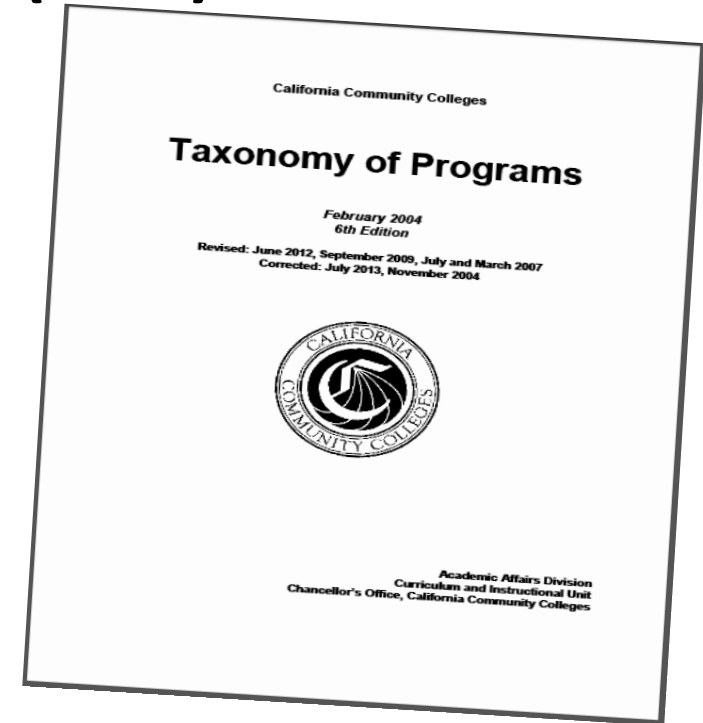 California Community Colleges
Taxonomy of Programs
February 2004
6th Edition
Revised: June 2012, September 2009, July and March 2007
Corrected: July 2013, November 2004
CALIFORNIA
COMMUNITY COLLEGES
Academic Affairs Division
Curriculum and Instructional Unit
Chancellor's Office, California Community Colleges